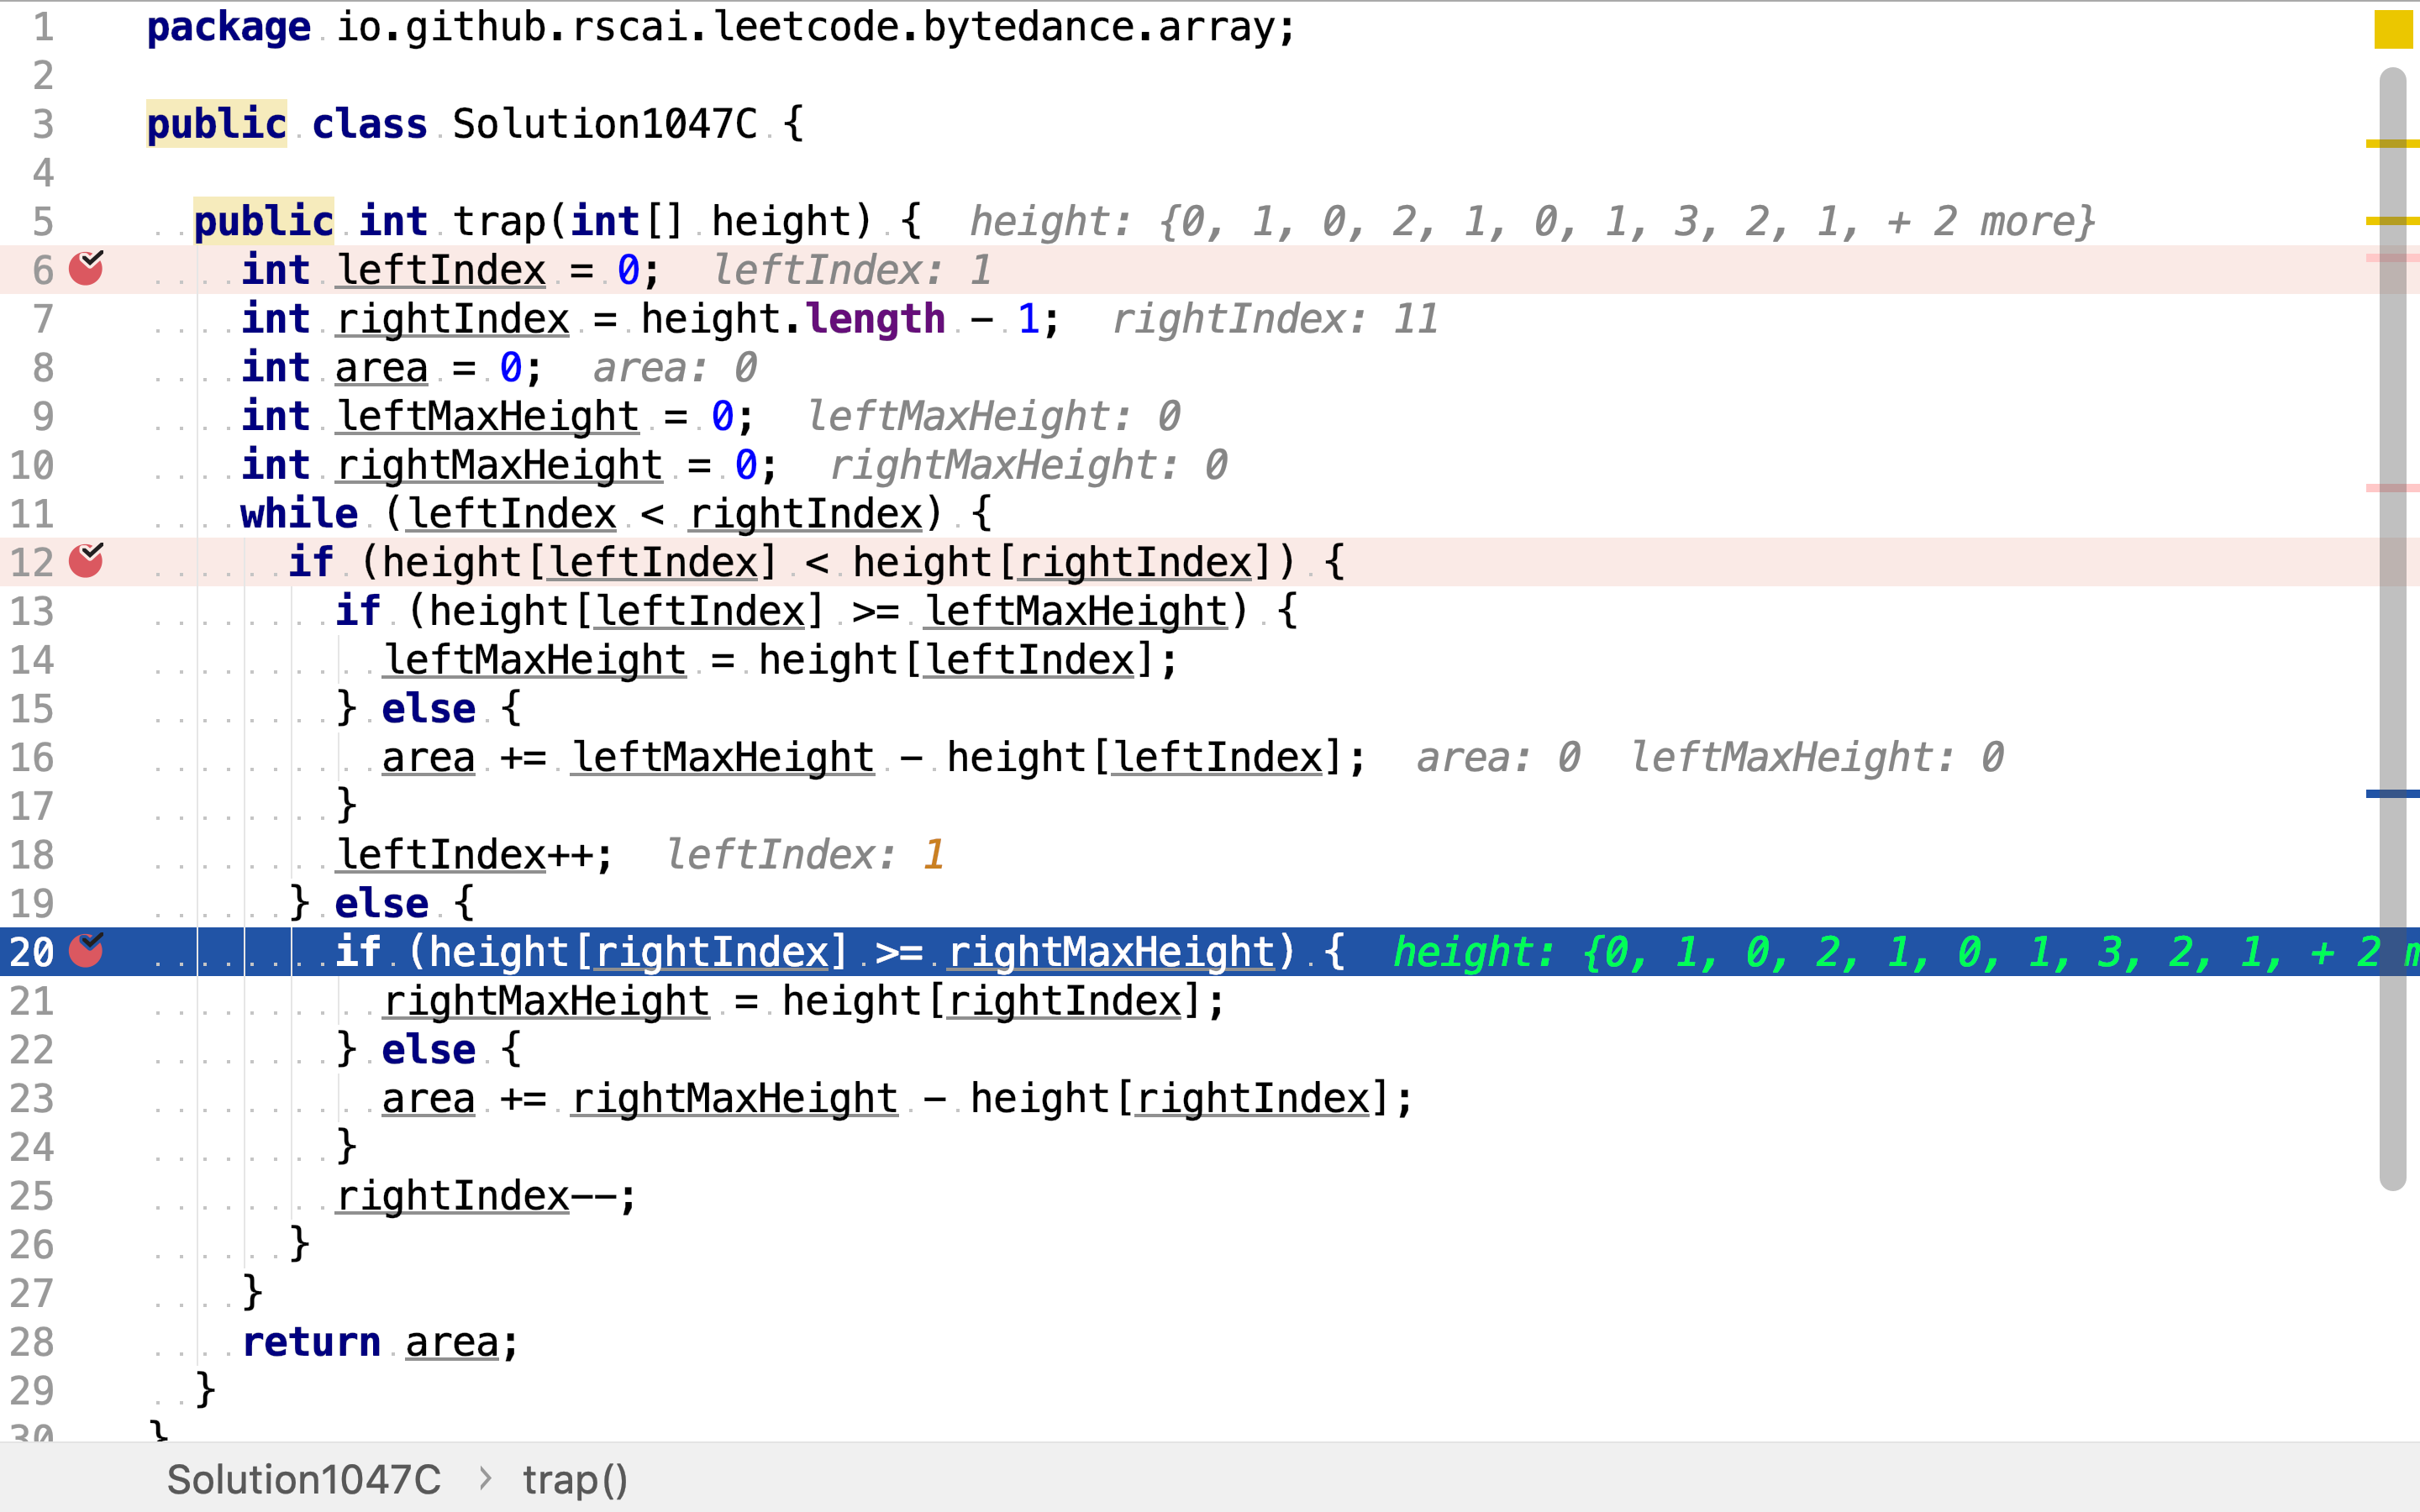 1 package io.github.rscai.leetcode.bytedance.array;
2
3 public class Solution1047C {
4
5 public int trap(int[] height) { height: {0, 1, 0, 2, 1, 0, 1, 3, 2, 1, + 2 more}
6 int leftIndex = 0; leftIndex: 1
7 int rightIndex = height.length - 1; rightIndex: 11
8 int area = 0; area: 0
9 int leftMaxHeight = 0; leftMaxHeight: 0
10 int rightMaxHeight = 0; rightMaxHeight: 0
11 while (leftIndex < rightIndex) {
12 if (height[leftIndex] < height[rightIndex]) {
13 if (height[leftIndex] >= leftMaxHeight) {
14 leftMaxHeight = height[leftIndex];
15 } else {
16 area += leftMaxHeight - height[leftIndex]; area: 0 leftMaxHeight: 0
17 }
18 leftIndex++; leftIndex: 1
19 } else {
20 if (height[rightIndex] >= rightMaxHeight) { height: {0, 1, 0, 2, 1, 0, 1, 3, 2, 1, + 2
21 rightMaxHeight = height[rightIndex];
22 } else {
23 area += rightMaxHeight - height[rightIndex];
24 }
25 rightIndex--;
26 }
27 }
28 return area;
29 }
30 }
Solution1047C > trap()